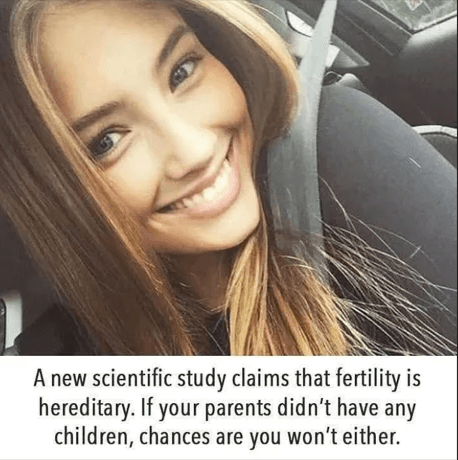 A new scientific study claims that fertility is
hereditary. If your parents didn't have any
children, chances are you won't either.